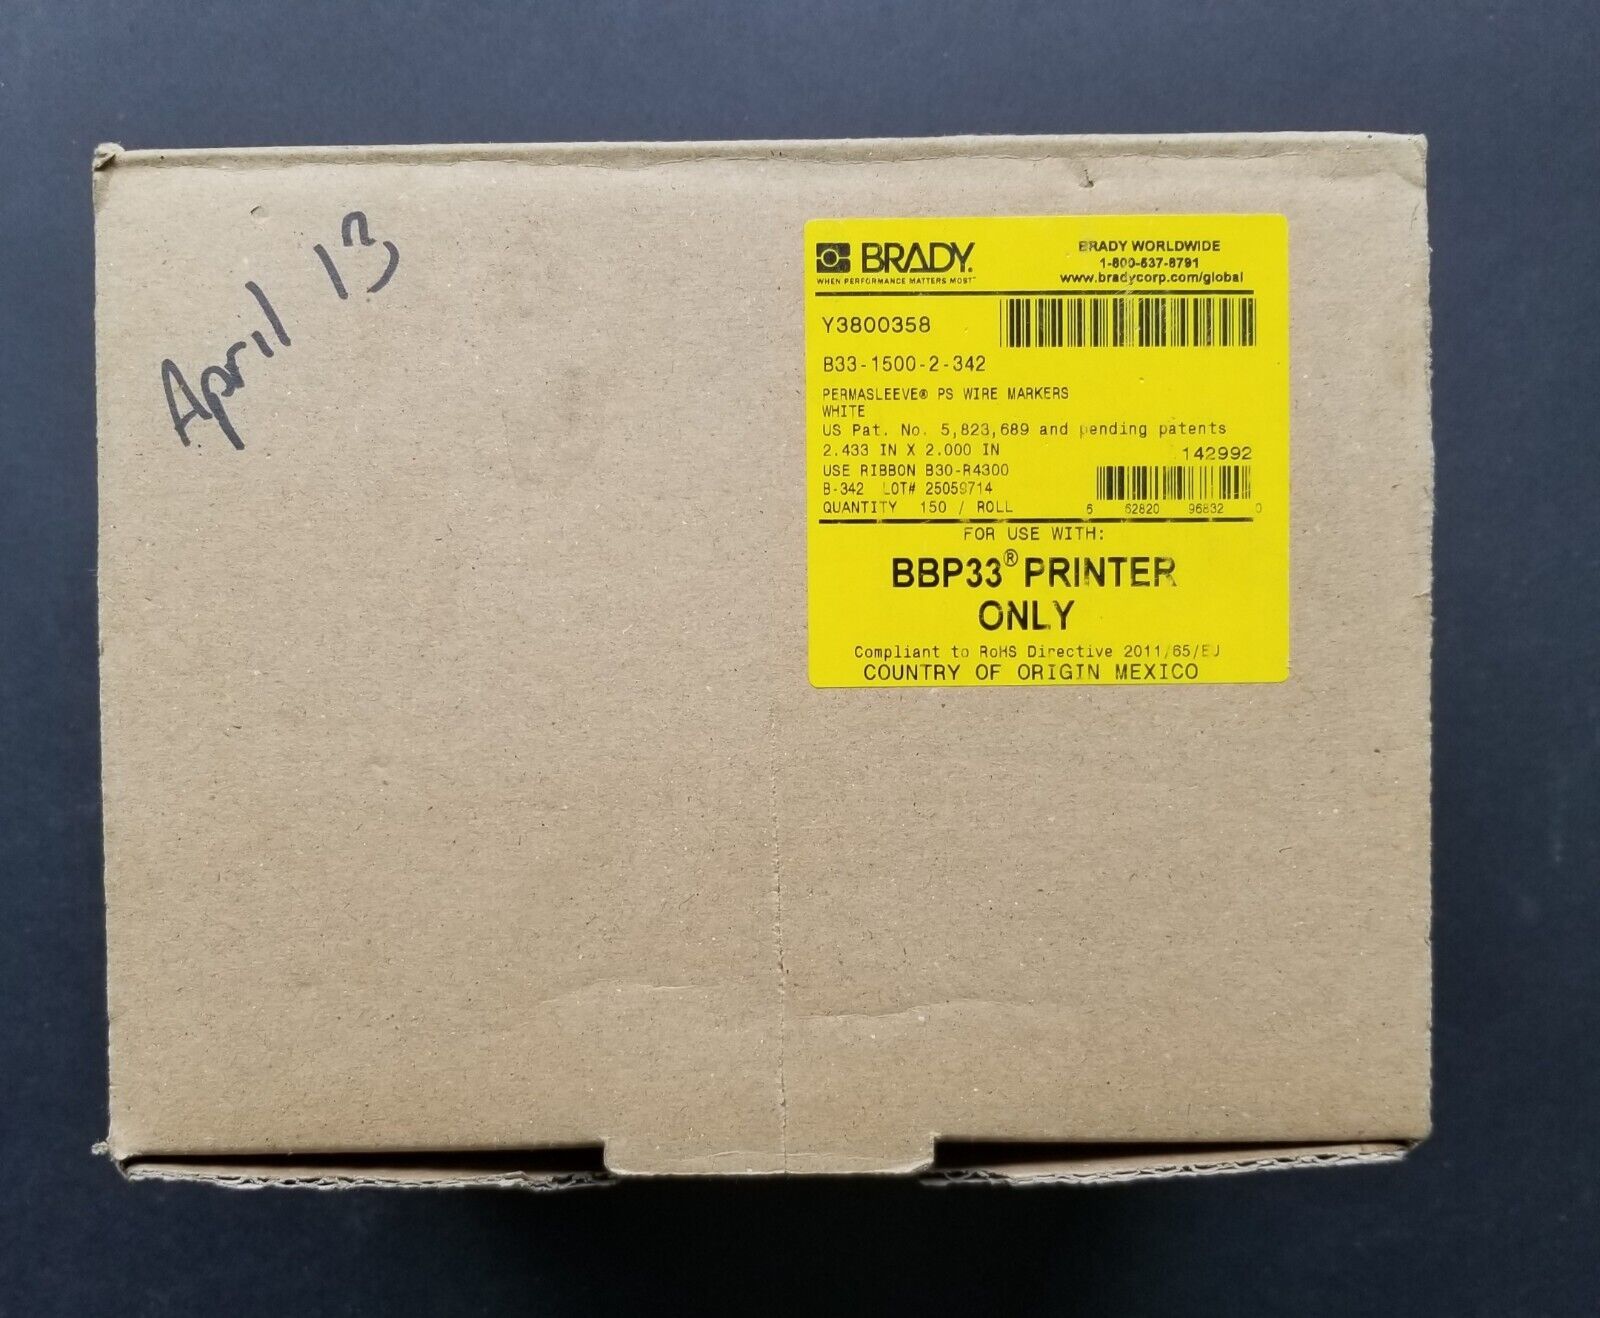 April 13
BRADY
WHEN PERFORMANCE MATTERS MOST™
BRADY WORLDWIDE
1-800-537-8791
www.bradycorp.com/global
Y3800358
B33-1500-2-342
PERMASLEEVE® PS WIRE MARKERS
WHITE
US Pat. No. 5,823,689 and pending patents
2.433 IN X 2.000 IN
142992
USE RIBBON B30-R4300
B-342 LOT# 25059714
QUANTITY 150 / ROLL
6 62820 96832 0
FOR USE WITH:
BBP33® PRINTER
ONLY
Compliant to RoHS Directive 2011/65/EU
COUNTRY OF ORIGIN MEXICO